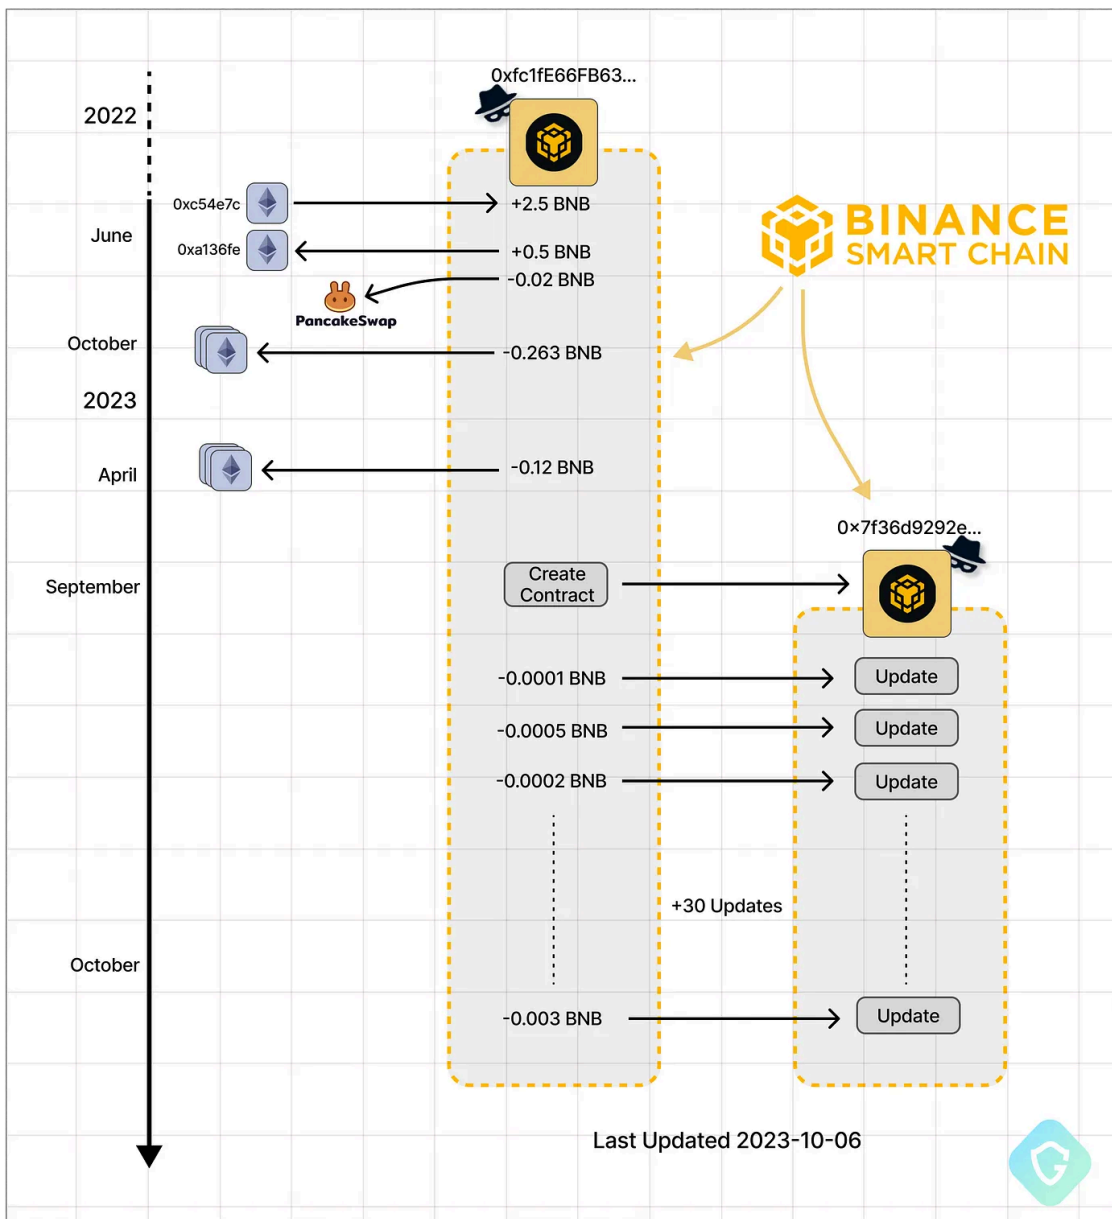 0xfc1fE66FB63...
2022
0xc54e7c
+2.5 BNB
June
0xa136fe
+0.5 BNB
-0.02 BNB
PancakeSwap
BINANCE
SMART CHAIN
October
-0.263 BNB
2023
April
-0.12 BNB
0×7f36d9292e...
September
Create
Contract
-0.0001 BNB
Update
-0.0005 BNB
Update
-0.0002 BNB
Update
+30 Updates
October
-0.003 BNB
Update
Last Updated 2023-10-06